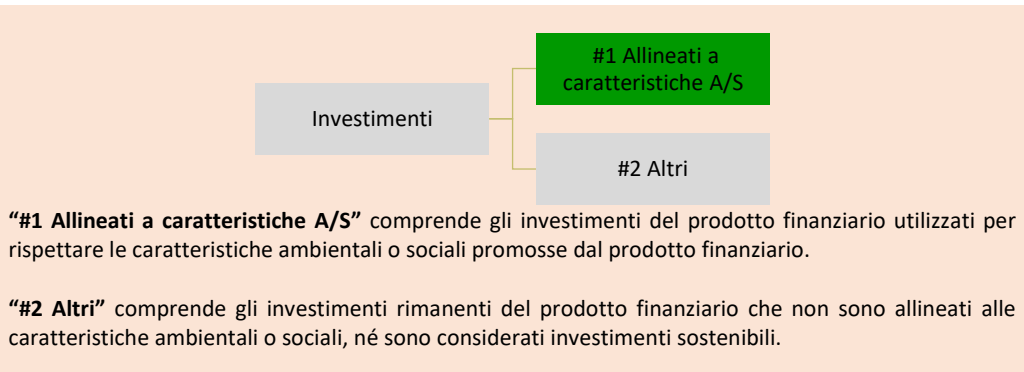 #1 Allineati a
caratteristiche A/S
Investimenti
#2 Altri
“#1 Allineati a caratteristiche A/S” comprende gli investimenti del prodotto finanziario utilizzati per
rispettare le caratteristiche ambientali o sociali promosse dal prodotto finanziario.
“#2 Altri” comprende gli investimenti rimanenti del prodotto finanziario che non sono allineati alle
caratteristiche ambientali o sociali, né sono considerati investimenti sostenibili.